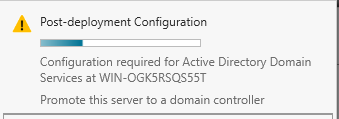 Post-deployment Configuration
Configuration required for Active Directory Domain
Services at WIN-OGK5RSQS55T
Promote this server to a domain controller